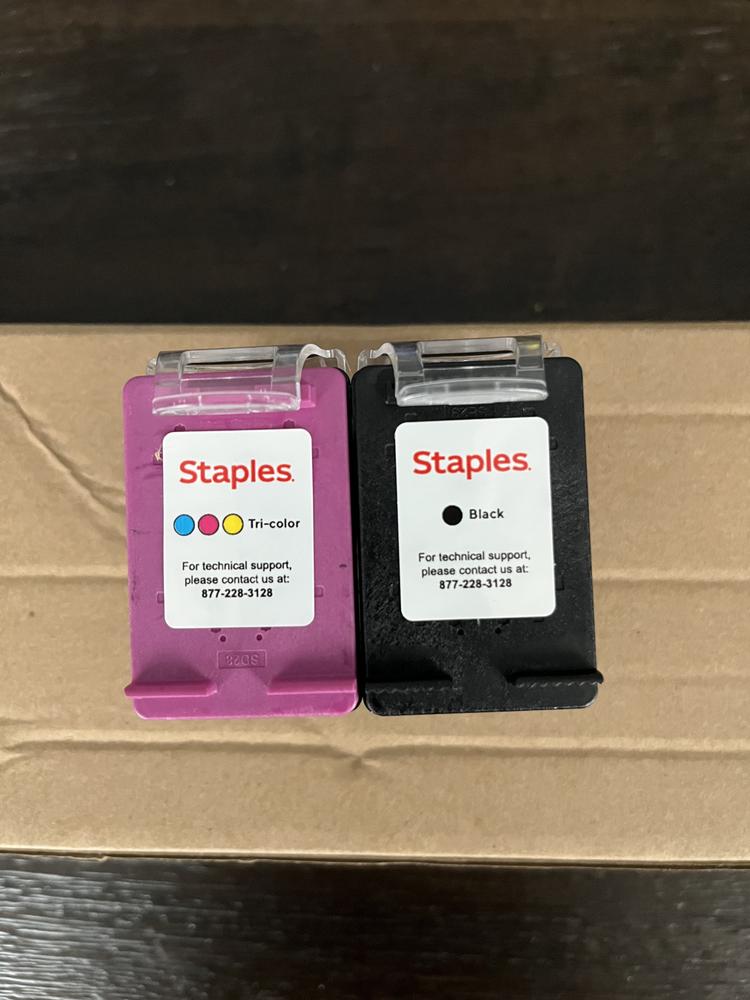 Staples.
Tri-color
For technical support,
please contact us at:
877-228-3128
SD28
Staples.
Black
For technical support,
please contact us at:
877-228-3128